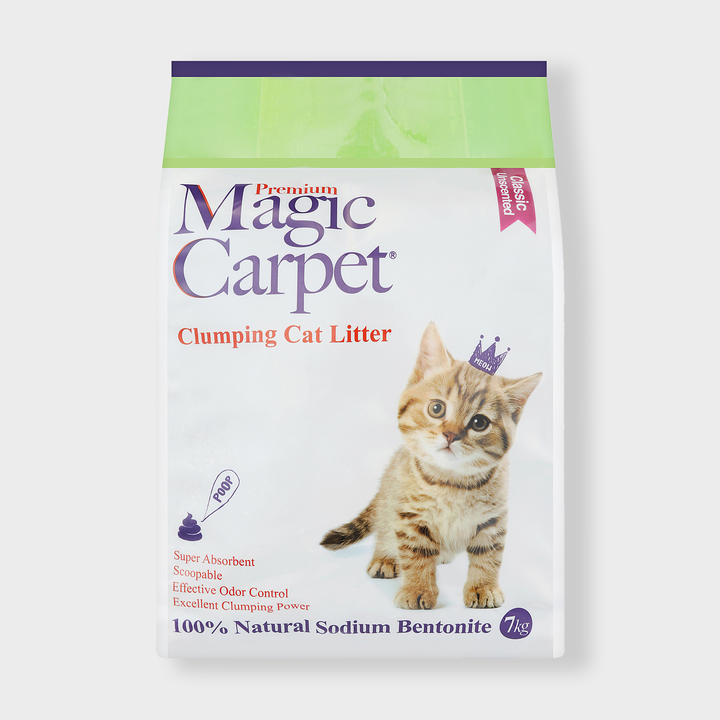 Premium
Magic
Carpet®
Clumping Cat Litter
Classic
Unscented
MEOW
POOP
Super Absorbent
Scoopable
Effective Odor Control
Excellent Clumping Power
100% Natural Sodium Bentonite
7kg